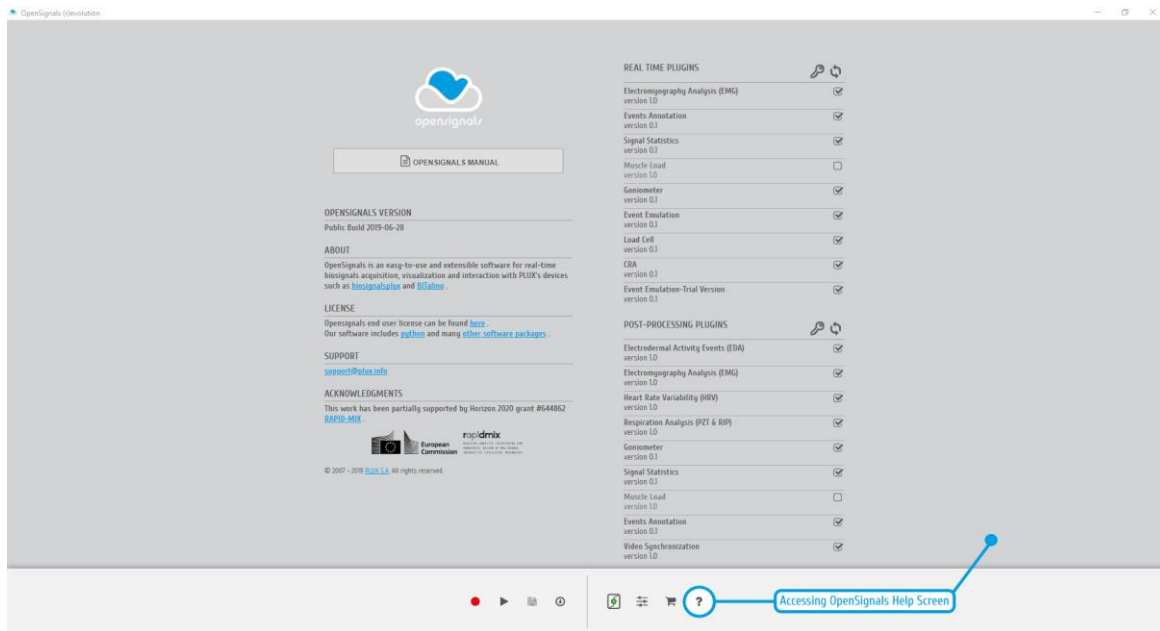 OpenSignals (r)evolution
opensignals
OPENSIGNALS MANUAL
OPENSIGNALS VERSION
Public Build 2019-06-28
ABOUT
OpenSignals is an easy-to-use and extensible software for real-time
biosignals acquisition, visualization and interaction with PLUX's devices
such as biosignalsplux and BITalino .
LICENSE
Opensignals end user license can be found here .
Our software includes python and many other software packages .
SUPPORT
support@plux.info
ACKNOWLEDGMENTS
This work has been partially supported by Horizon 2020 grant #644862
RAPID-MIX .
European
Commission
rapidmix
© 2007 - 2019 PLUX S.A. All rights reserved.
REAL TIME PLUGINS
Electromyography Analysis (EMG)
version 1.0
Events Annotation
version 0.1
Signal Statistics
version 0.1
Muscle Load
version 1.0
Goniometer
version 0.1
Event Emulation
version 0.1
Load Cell
version 0.1
CRA
version 0.1
Event Emulation-Trial Version
version 0.1
POST-PROCESSING PLUGINS
Electrodermal Activity Events (EDA)
version 1.0
Electromyography Analysis (EMG)
version 1.0
Heart Rate Variability (HRV)
version 1.0
Respiration Analysis (PZT & RIP)
version 1.0
Goniometer
version 0.1
Signal Statistics
version 0.1
Muscle Load
version 1.0
Events Annotation
version 0.1
Video Synchronization
version 1.0
?
Accessing OpenSignals Help Screen